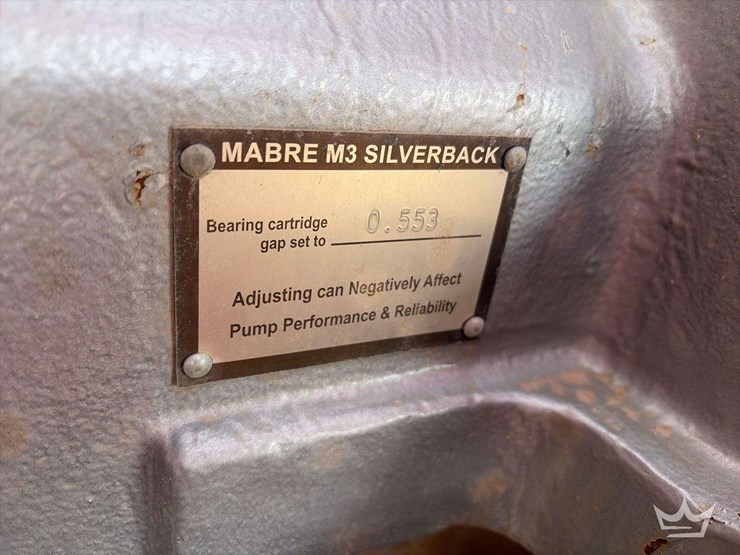 MABRE M3 SILVERBACK
Bearing cartridge
gap set to 0.553
Adjusting can Negatively Affect
Pump Performance & Reliability